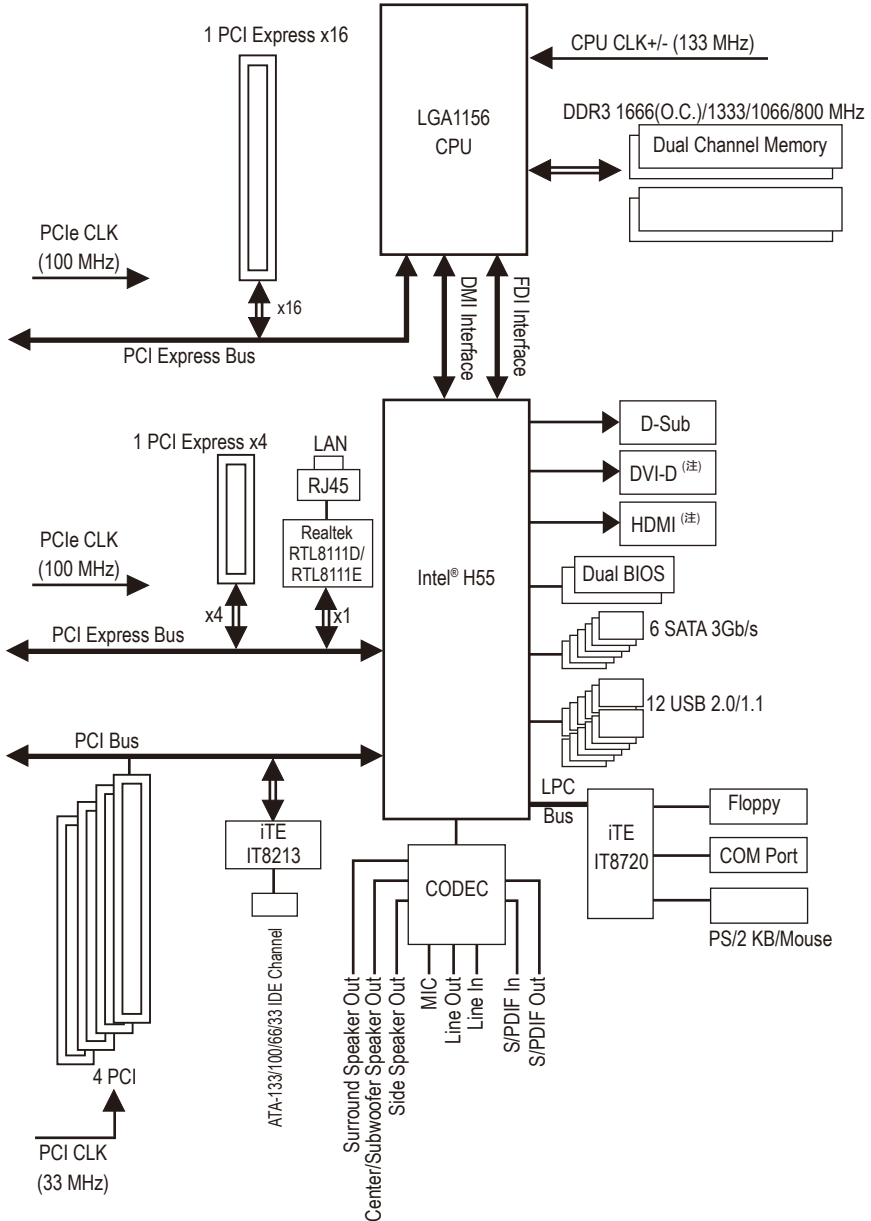 1 PCI Express x16
CPU CLK+/- (133 MHz)
LGA1156
CPU
DDR3 1666(O.C.)/1333/1066/800 MHz
Dual Channel Memory
PCIe CLK
(100 MHz)
x16
PCI Express Bus
DMI Interface
FDI Interface
1 PCI Express x4
LAN
RJ45
Realtek
RTL8111D/
RTL8111E
PCIe CLK
(100 MHz)
x4
x1
PCI Express Bus
Intel® H55
D-Sub
DVI-D (注)
HDMI (注)
Dual BIOS
6 SATA 3Gb/s
12 USB 2.0/1.1
PCI Bus
LPC
Bus
iTE
IT8213
iTE
IT8720
Floppy
COM Port
PS/2 KB/Mouse
CODEC
ATA-133/100/66/33 IDE Channel
Surround Speaker Out
Center/Subwoofer Speaker Out
Side Speaker Out
MIC
Line Out
Line In
S/PDIF In
S/PDIF Out
4 PCI
PCI CLK
(33 MHz)